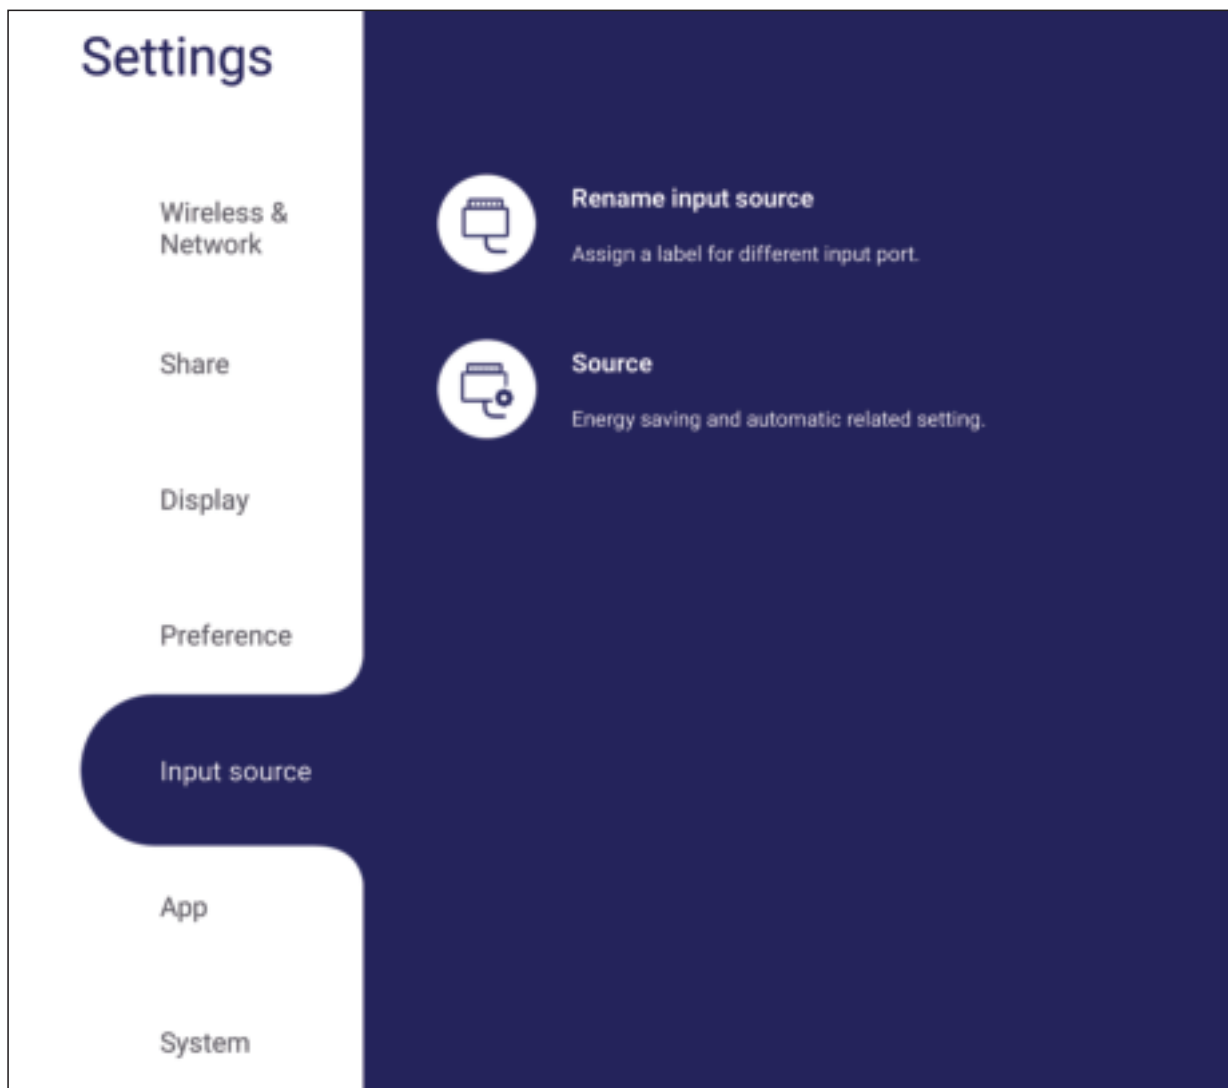 Settings
Wireless &
Network
Share
Display
Preference
Input source
App
System
Rename input source
Assign a label for different input port.
Source
Energy saving and automatic related setting.